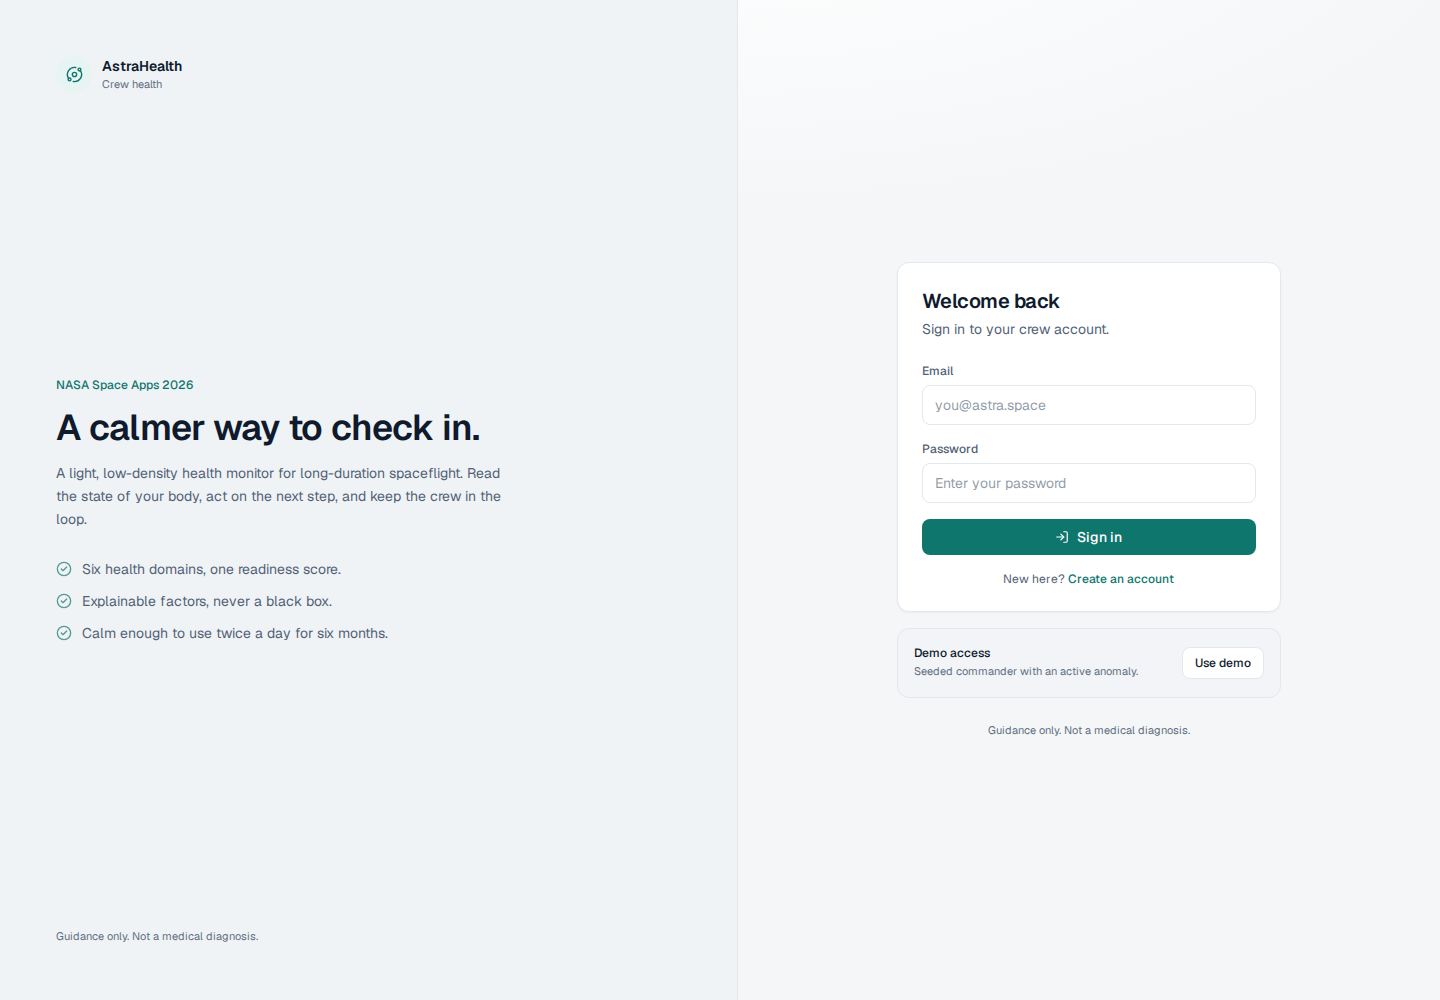 AstraHealth
Crew health
NASA Space Apps 2026
A calmer way to check in.
A light, low-density health monitor for long-duration spaceflight. Read
the state of your body, act on the next step, and keep the crew in the
loop.
Six health domains, one readiness score.
Explainable factors, never a black box.
Calm enough to use twice a day for six months.
Guidance only. Not a medical diagnosis.
Welcome back
Sign in to your crew account.
Email
you@astra.space
Password
Enter your password
Sign in
New here? Create an account
Demo access
Seeded commander with an active anomaly.
Use demo
Guidance only. Not a medical diagnosis.